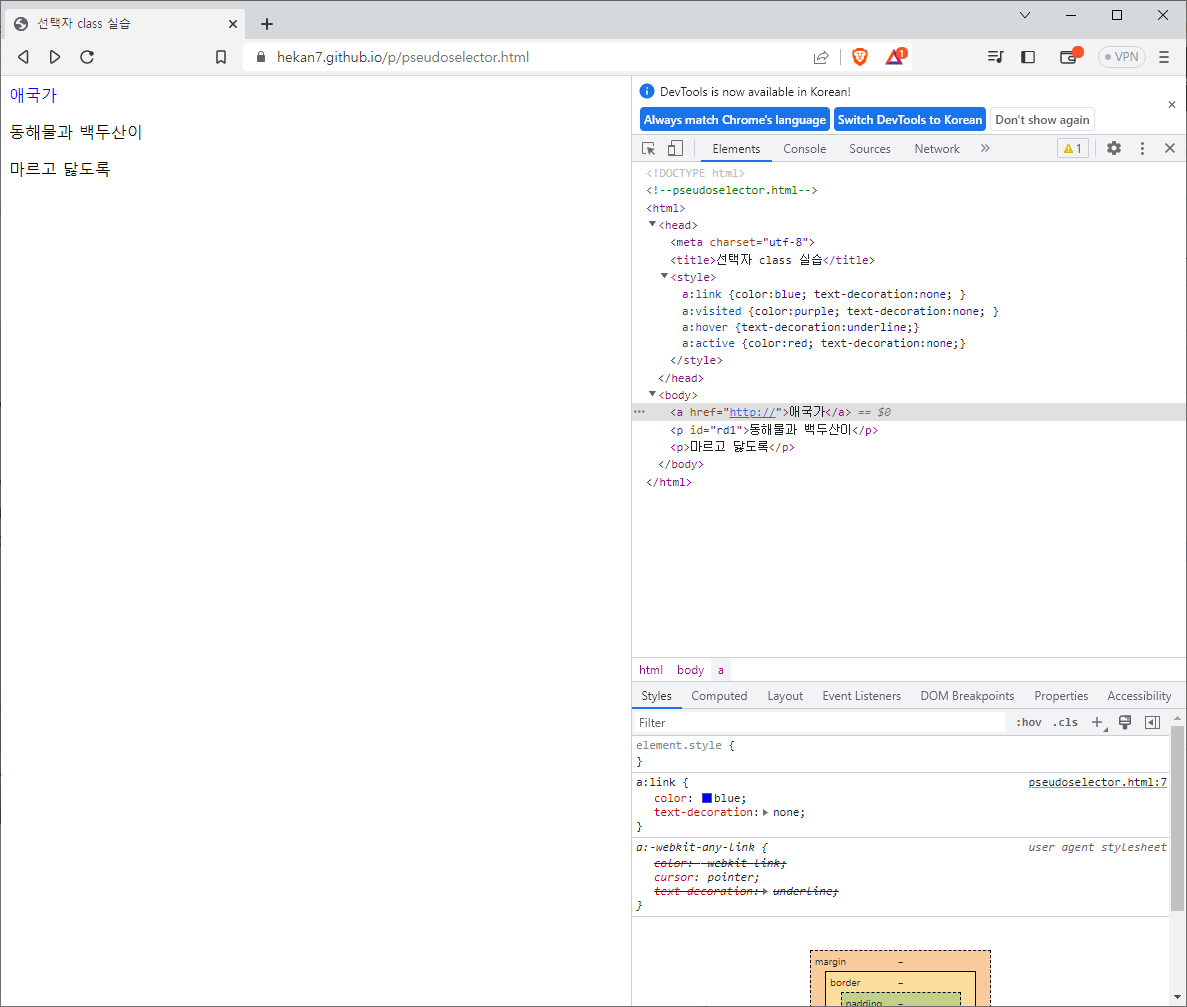 선택자 class 실습
hekan7.github.io/p/pseudoselector.html
1
VPN
애국가
동해물과 백두산이
마르고 닳도록
DevTools is now available in Korean!
Always match Chrome's language Switch DevTools to Korean Don't show again
Elements Console Sources Network 1
<!DOCTYPE html>
<!--pseudoselector.html-->
<html>
<head>
<meta charset="utf-8">
<title>선택자 class 실습</title>
<style>
a:link {color:blue; text-decoration:none; }
a:visited {color:purple; text-decoration:none; }
a:hover {text-decoration:underline;}
a:active {color:red; text-decoration:none;}
</style>
</head>
<body>
<a href="http://">애국가</a> == $0
<p id="rd1">동해물과 백두산이</p>
<p>마르고 닳도록</p>
</body>
</html>
html body a
Styles Computed Layout Event Listeners DOM Breakpoints Properties Accessibility
Filter :hov .cls
element.style {
}
a:link { pseudoselector.html:7
color: blue;
text-decoration: none;
}
a:-webkit-any-link { user agent stylesheet
color: -webkit-link;
cursor: pointer;
text-decoration: underline;
}
margin -
border -
padding -